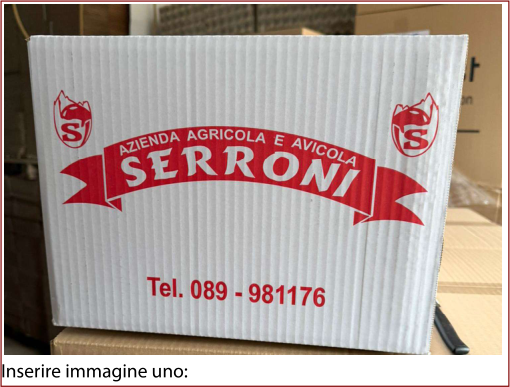 AZIENDA AGRICOLA E AVICOLA
SERRONI
S
S
Tel. 089 - 981176
Inserire immagine uno: